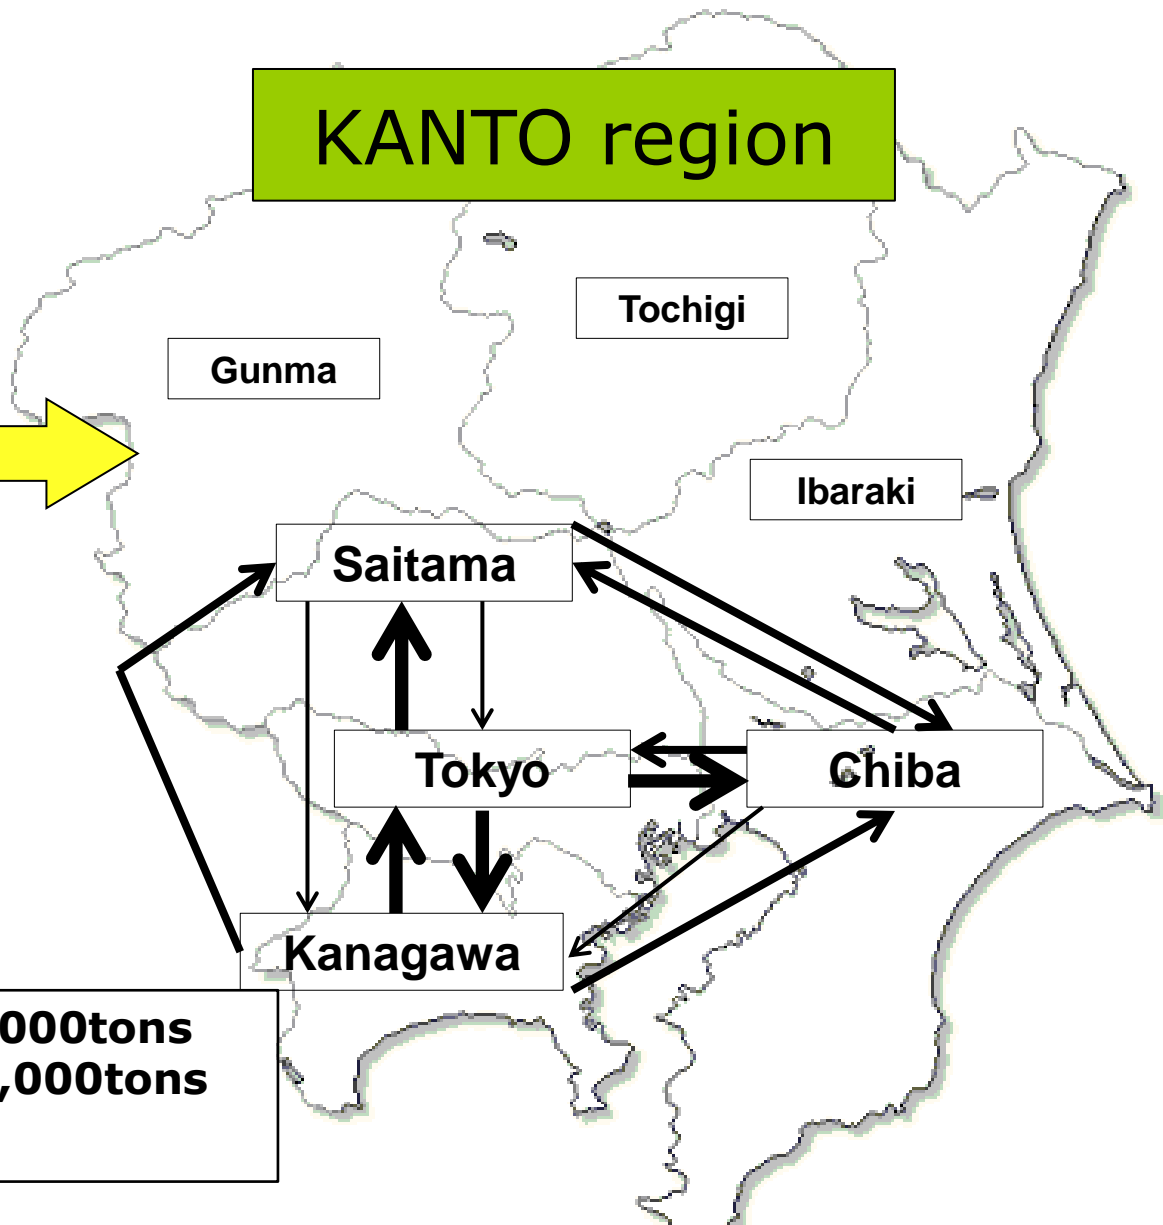 KANTO region
Tochigi
Gunma
Ibaraki
Saitama
Tokyo
Chiba
Kanagawa
000tons
,000tons